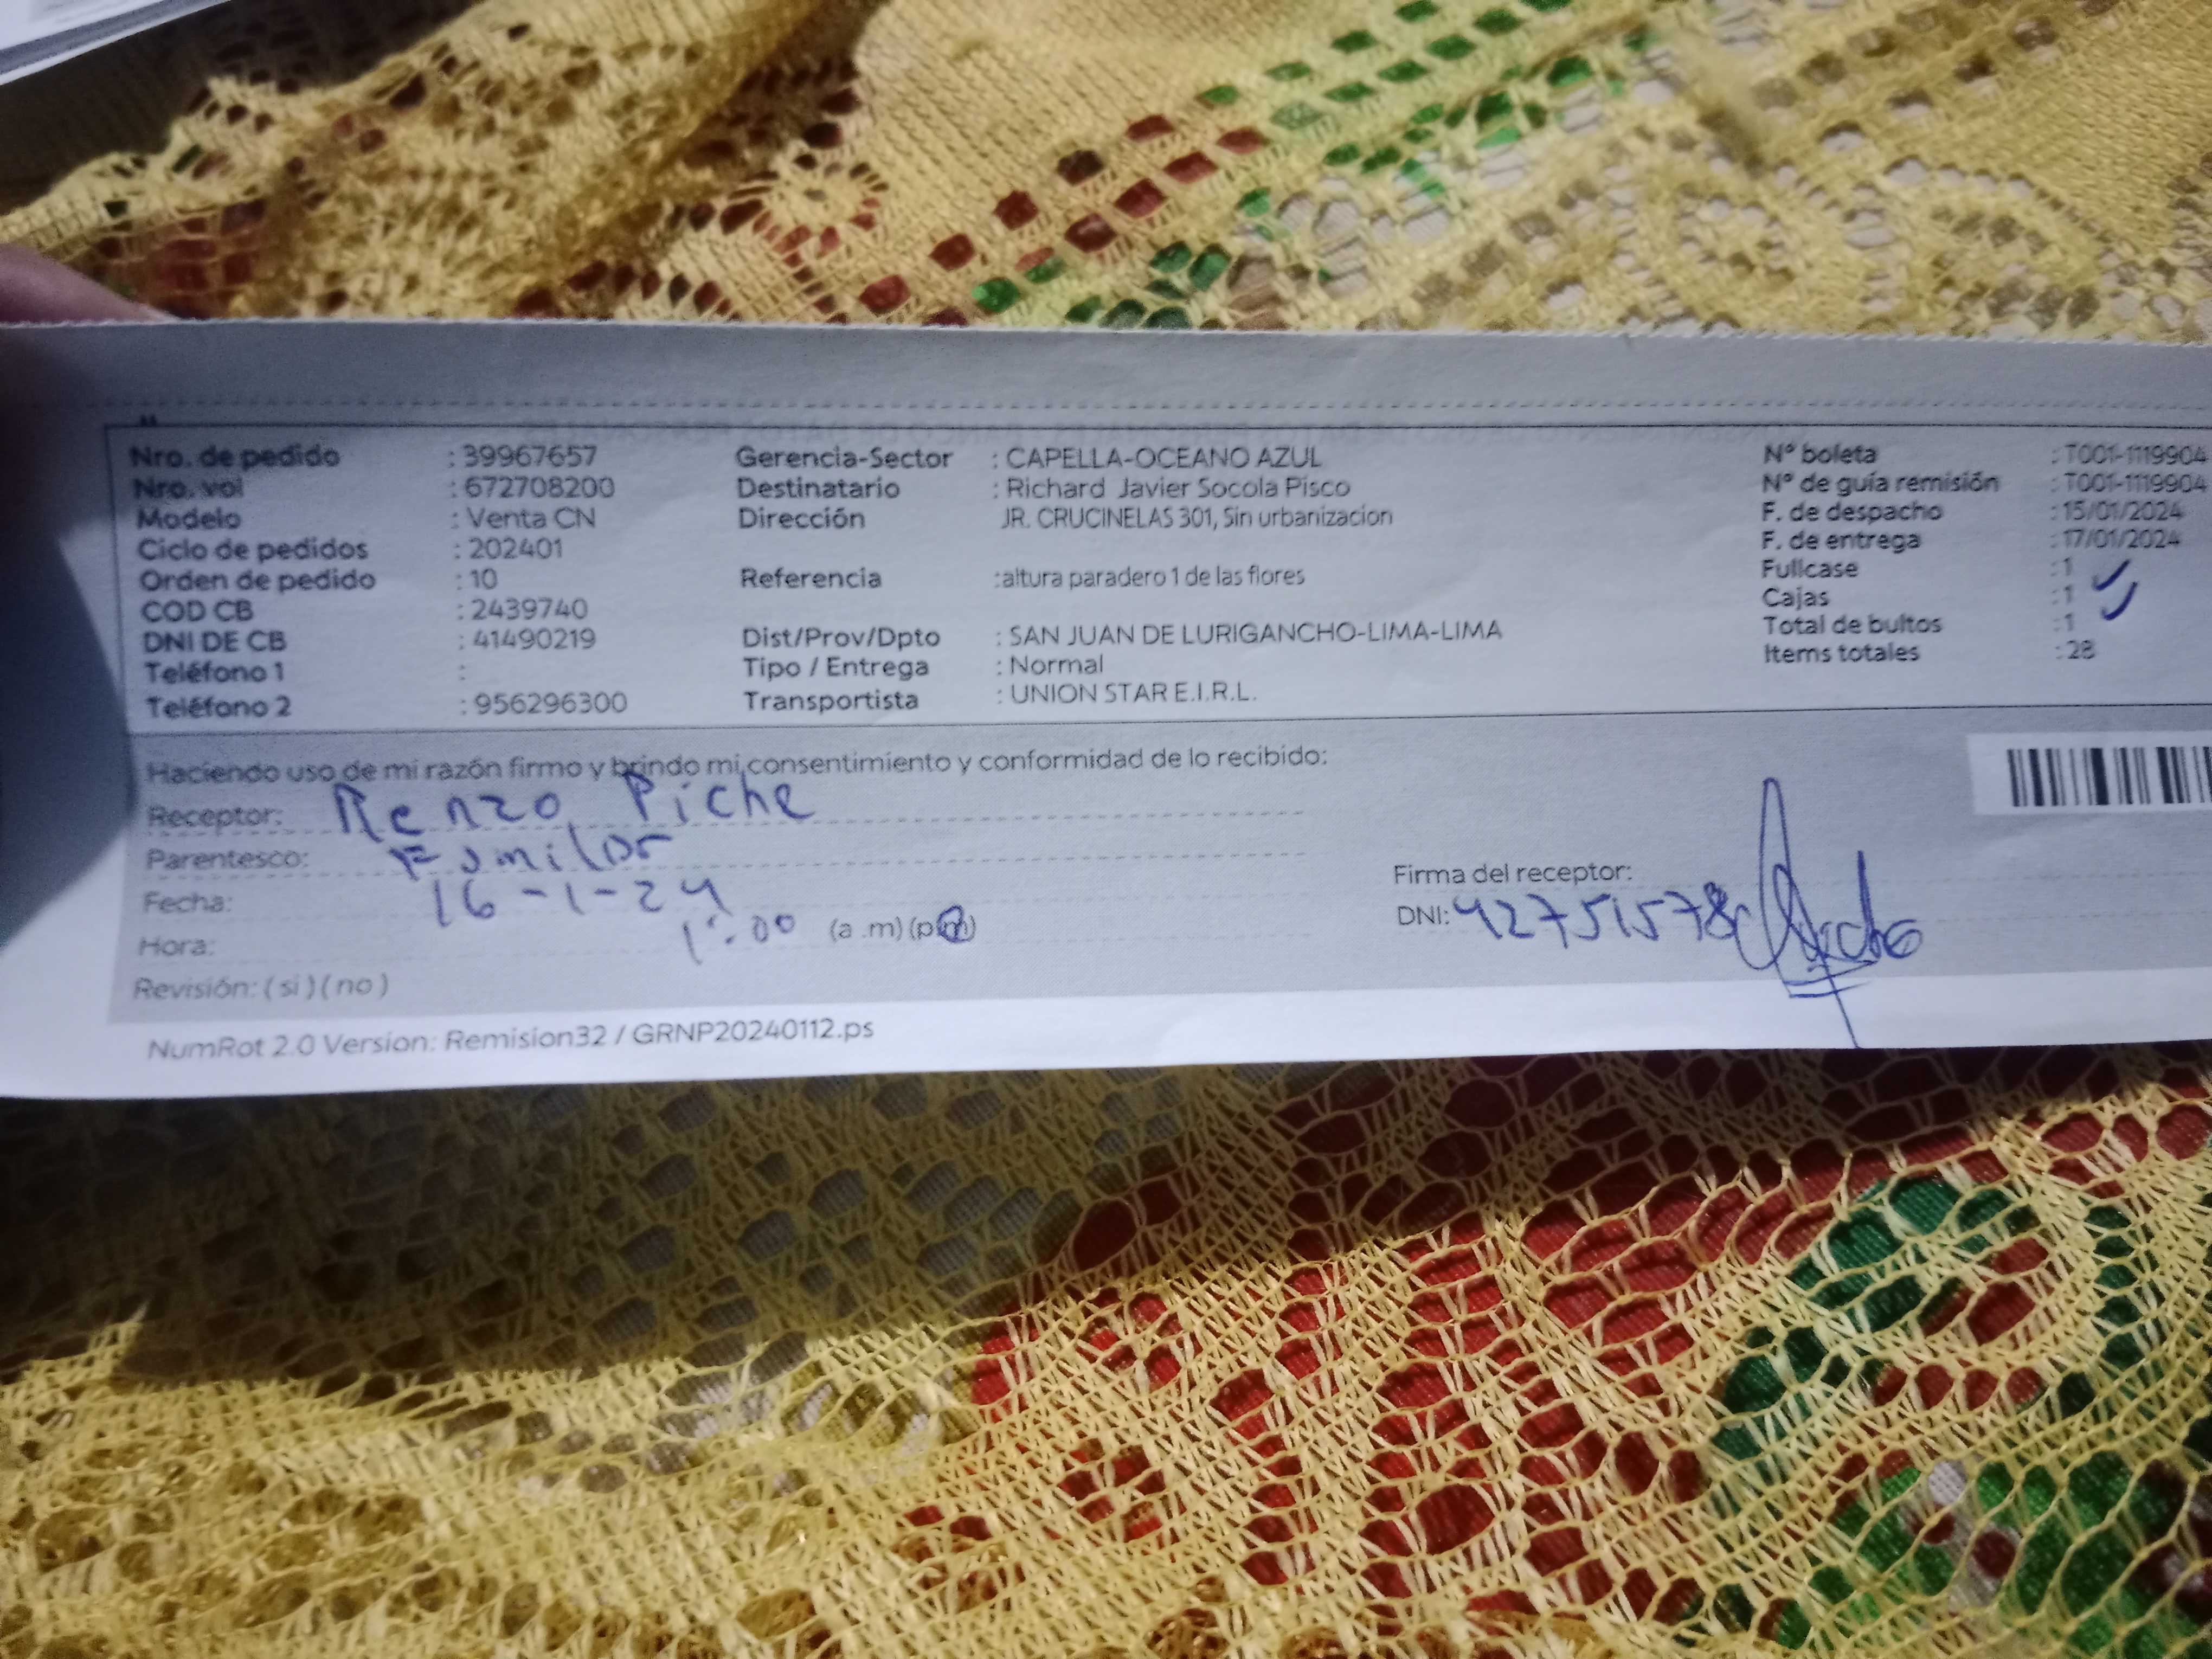 Nro. de pedido : 39967657
Nro. vol : 672708200
Modelo : Venta CN
Ciclo de pedidos : 202401
Orden de pedido : 10
COD CB : 2439740
DNI DE CB : 41490219
Teléfono 1 :
Teléfono 2 : 956296300
Gerencia-Sector : CAPELLA-OCEANO AZUL
Destinatario : Richard Javier Socola Pisco
Dirección JR. CRUCINELAS 301, Sin urbanizacion
Referencia :altura paradero 1 de las flores
Dist/Prov/Dpto : SAN JUAN DE LURIGANCHO-LIMA-LIMA
Tipo / Entrega : Normal
Transportista : UNION STAR E.I.R.L.
N° boleta : T001-1119904
N° de guía remisión : T001-1119904
F. de despacho : 15/01/2024
F. de entrega : 17/01/2024
Fullcase : 1
Cajas : 1
Total de bultos : 1
Items totales : 28
Haciendo uso de mi razón firmo y brindo mi consentimiento y conformidad de lo recibido:
Receptor: Renzo Piche
Parentesco: Familar
Fecha: 16-1-24
Hora: 1:00 (a .m) (p.m)
Revisión: ( si ) ( no )
Firma del receptor:
DNI: 42751578
NumRot 2.0 Version: Remision32 / GRNP20240112.ps